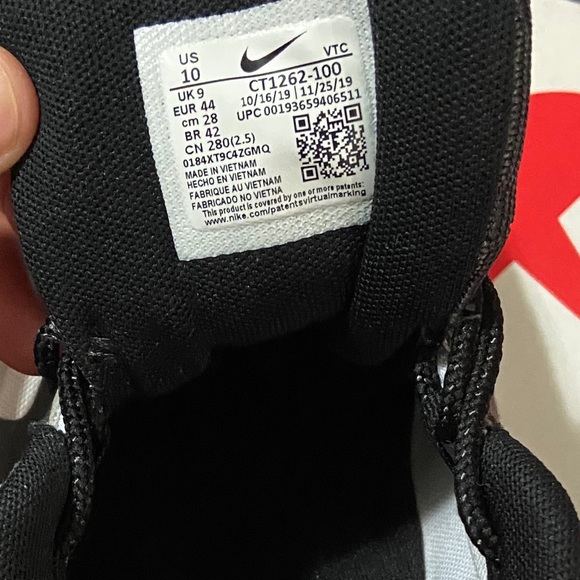 US VTC
10
UK 9 CT1262-100
EUR 44 10/16/19 | 11/25/19
cm 28 UPC 00193659406511
BR 42
CN 280(2.5)
0184XT9C4ZGMQ
MADE IN VIETNAM
HECHO EN VIETNAM
FABRIQUE AU VIETNAM
FABRICADO NO VIETNA
This product is covered by one or more patents:
www.nike.com/patentsvirtualmarking